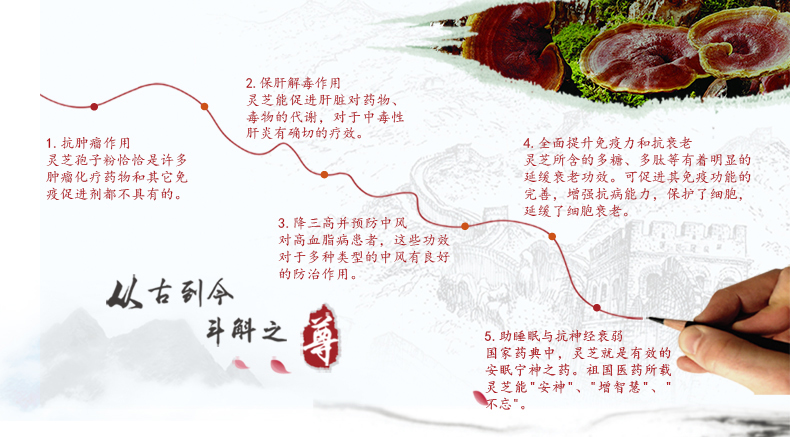 1. 抗肿瘤作用
灵芝孢子粉恰恰是许多
肿瘤化疗药物和其它免
疫促进剂都不具有的。
2. 保肝解毒作用
灵芝能促进肝脏对药物、
毒物的代谢，对于中毒性
肝炎有确切的疗效。
3. 降三高并预防中风
对高血脂病患者，这些功效
对于多种类型的中风有良好
的防治作用。
4. 全面提升免疫力和抗衰老
灵芝所含的多糖、多肽等有着明显的
延缓衰老功效。可促进其免疫功能的
完善，增强抗病能力，保护了细胞，
延缓了细胞衰老。
5. 助睡眠与抗神经衰弱
国家药典中，灵芝就是有效的
安眠宁神之药。祖国医药所载
灵芝能"安神"、"增智慧"、"
不忘"。
从古到今
斗斛之
尊